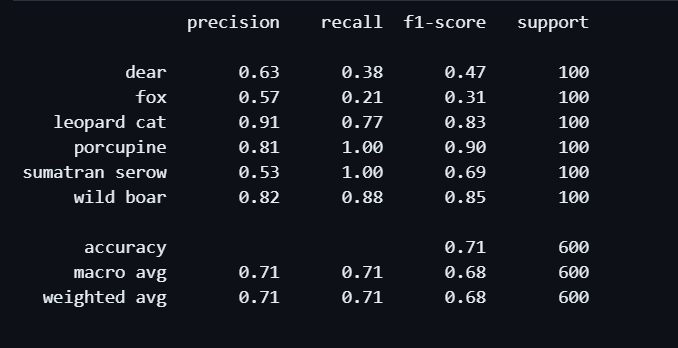 precision recall f1-score support
dear 0.63 0.38 0.47 100
fox 0.57 0.21 0.31 100
leopard cat 0.91 0.77 0.83 100
porcupine 0.81 1.00 0.90 100
sumatran serow 0.53 1.00 0.69 100
wild boar 0.82 0.88 0.85 100
accuracy 0.71 600
macro avg 0.71 0.71 0.68 600
weighted avg 0.71 0.71 0.68 600